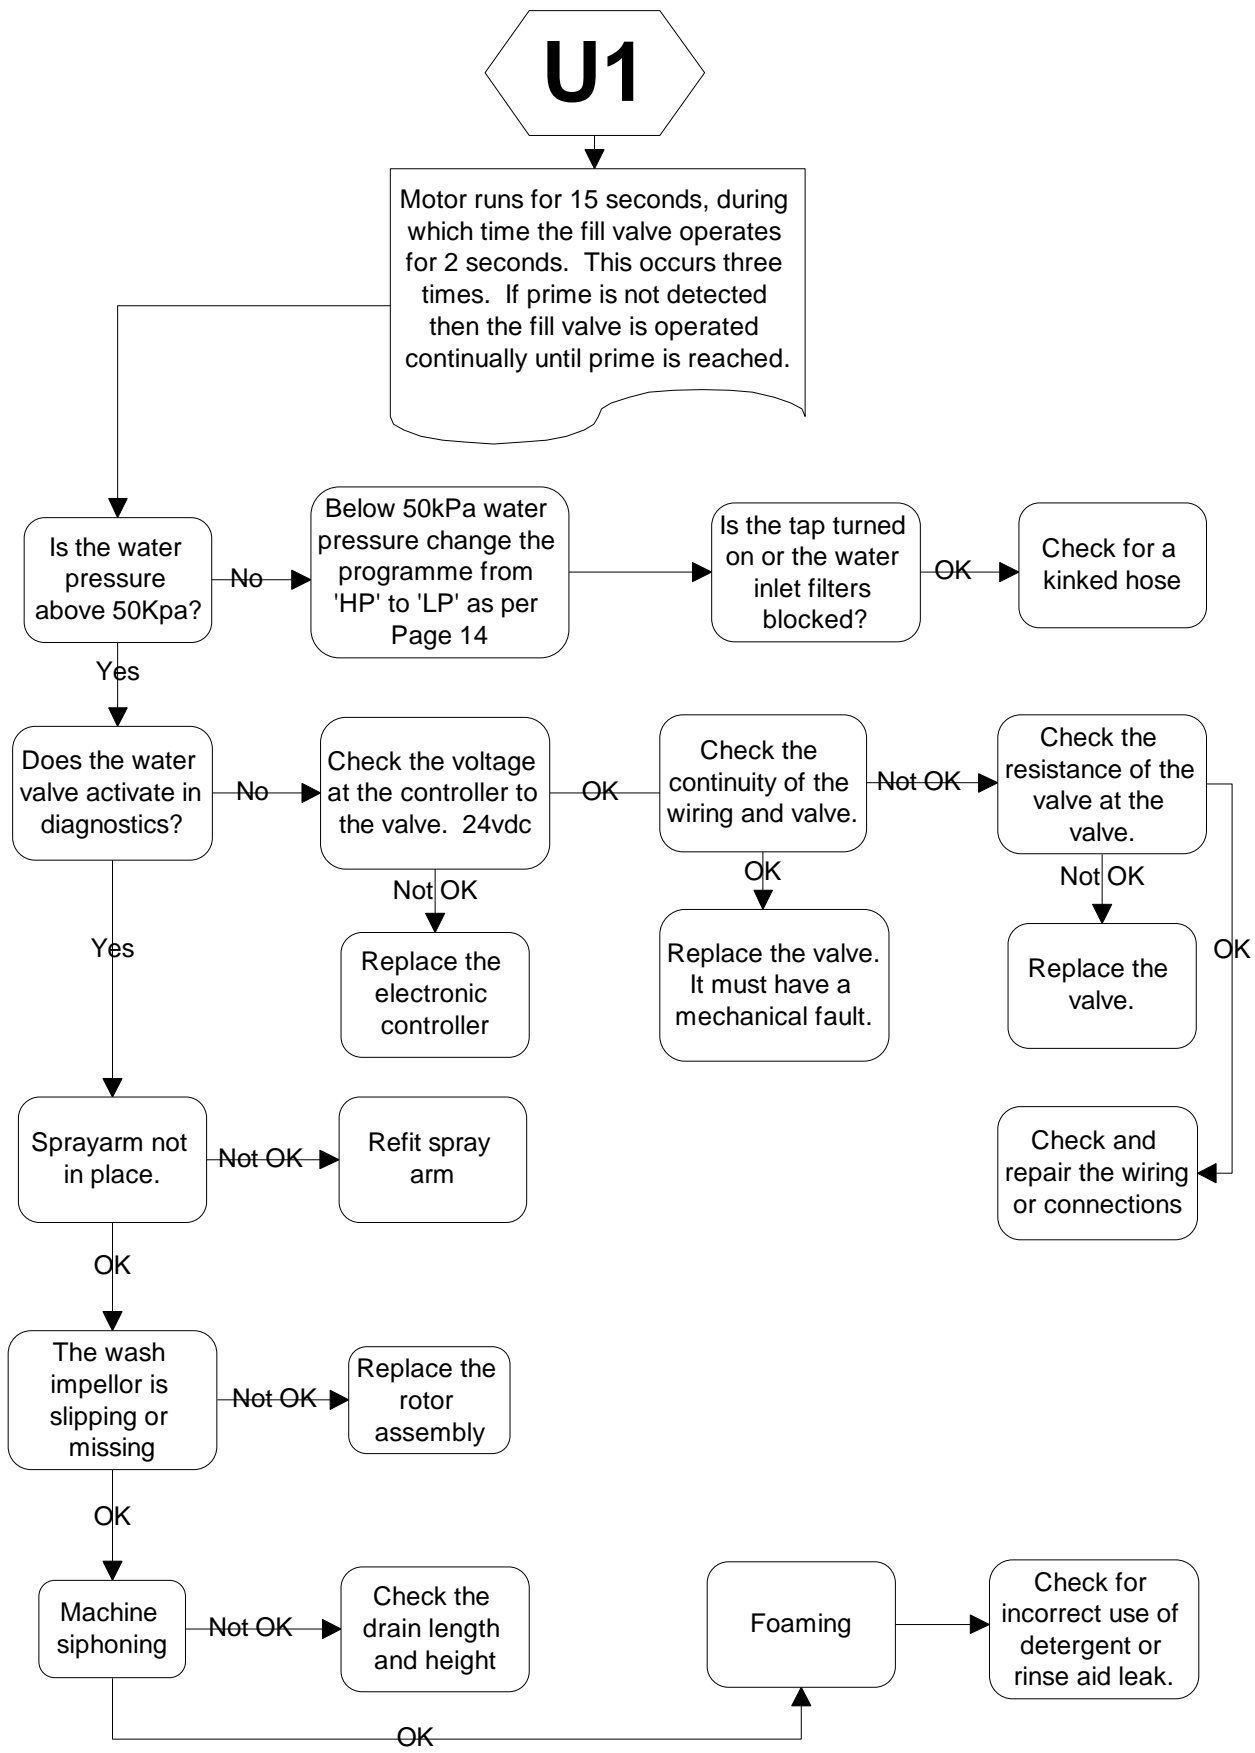 U1
Motor runs for 15 seconds, during
which time the fill valve operates
for 2 seconds.  This occurs three
times.  If prime is not detected
then the fill valve is operated
continually until prime is reached.
Is the water
pressure
above 50Kpa?
No
Below 50kPa water
pressure change the
programme from
'HP' to 'LP' as per
Page 14
Is the tap turned
on or the water
inlet filters
blocked?
OK
Check for a
kinked hose
Yes
Does the water
valve activate in
diagnostics?
No
Check the voltage
at the controller to
the valve.  24vdc
OK
Check the
continuity of the
wiring and valve.
Not OK
Check the
resistance of the
valve at the
valve.
Not OK
OK
Not OK
OK
Yes
Replace the
electronic
controller
Replace the valve.
It must have a
mechanical fault.
Replace the
valve.
Sprayarm not
in place.
Not OK
Refit spray
arm
Check and
repair the wiring
or connections
OK
The wash
impellor is
slipping or
missing
Not OK
Replace the
rotor
assembly
OK
Machine
siphoning
Not OK
Check the
drain length
and height
Foaming
Check for
incorrect use of
detergent or
rinse aid leak.
OK